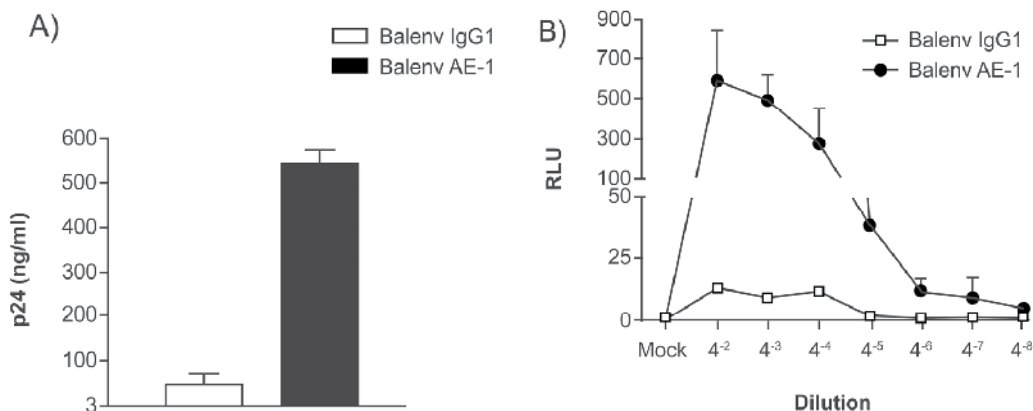 A)
Balenv IgG1
Balenv AE-1
p24 (ng/ml)
600
500
400
300
200
100
3
B)
Balenv IgG1
Balenv AE-1
RLU
900
700
500
300
100
50
25
0
Mock 4⁻² 4⁻³ 4⁻⁴ 4⁻⁵ 4⁻⁶ 4⁻⁷ 4⁻⁸
Dilution